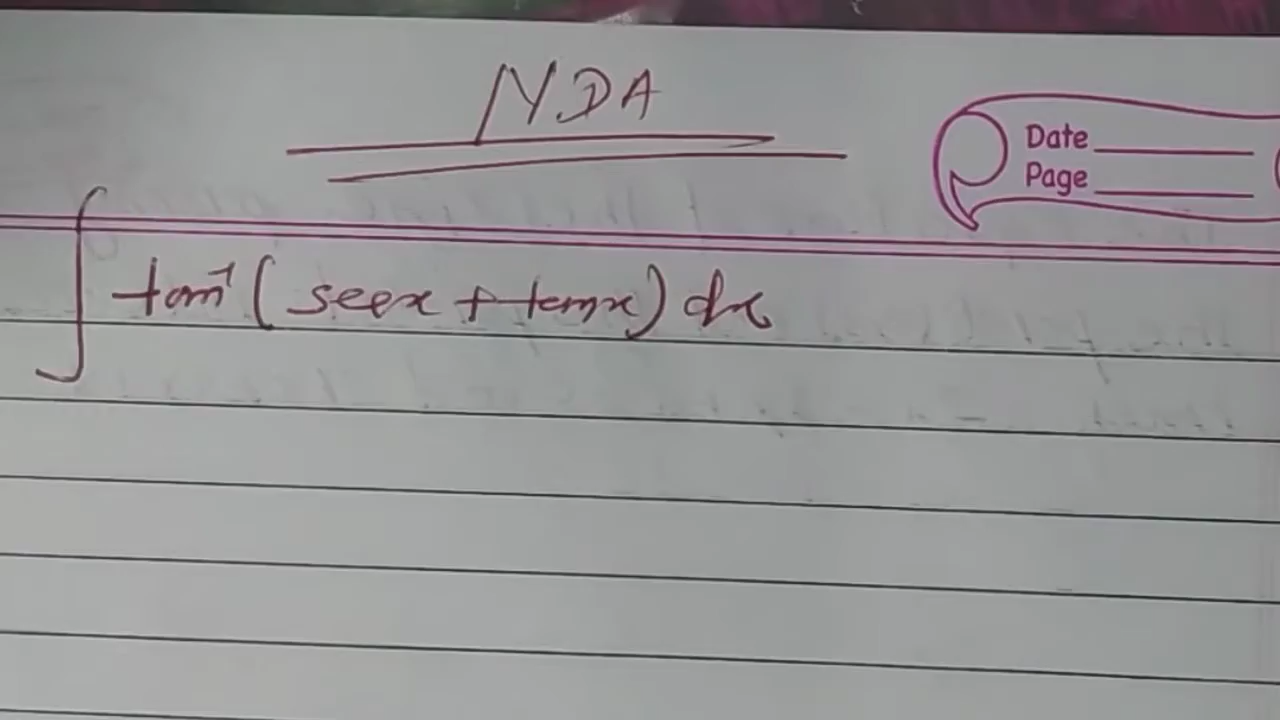 NDA
Date
Page
∫ tan⁻¹ ( secx + tanx ) dx